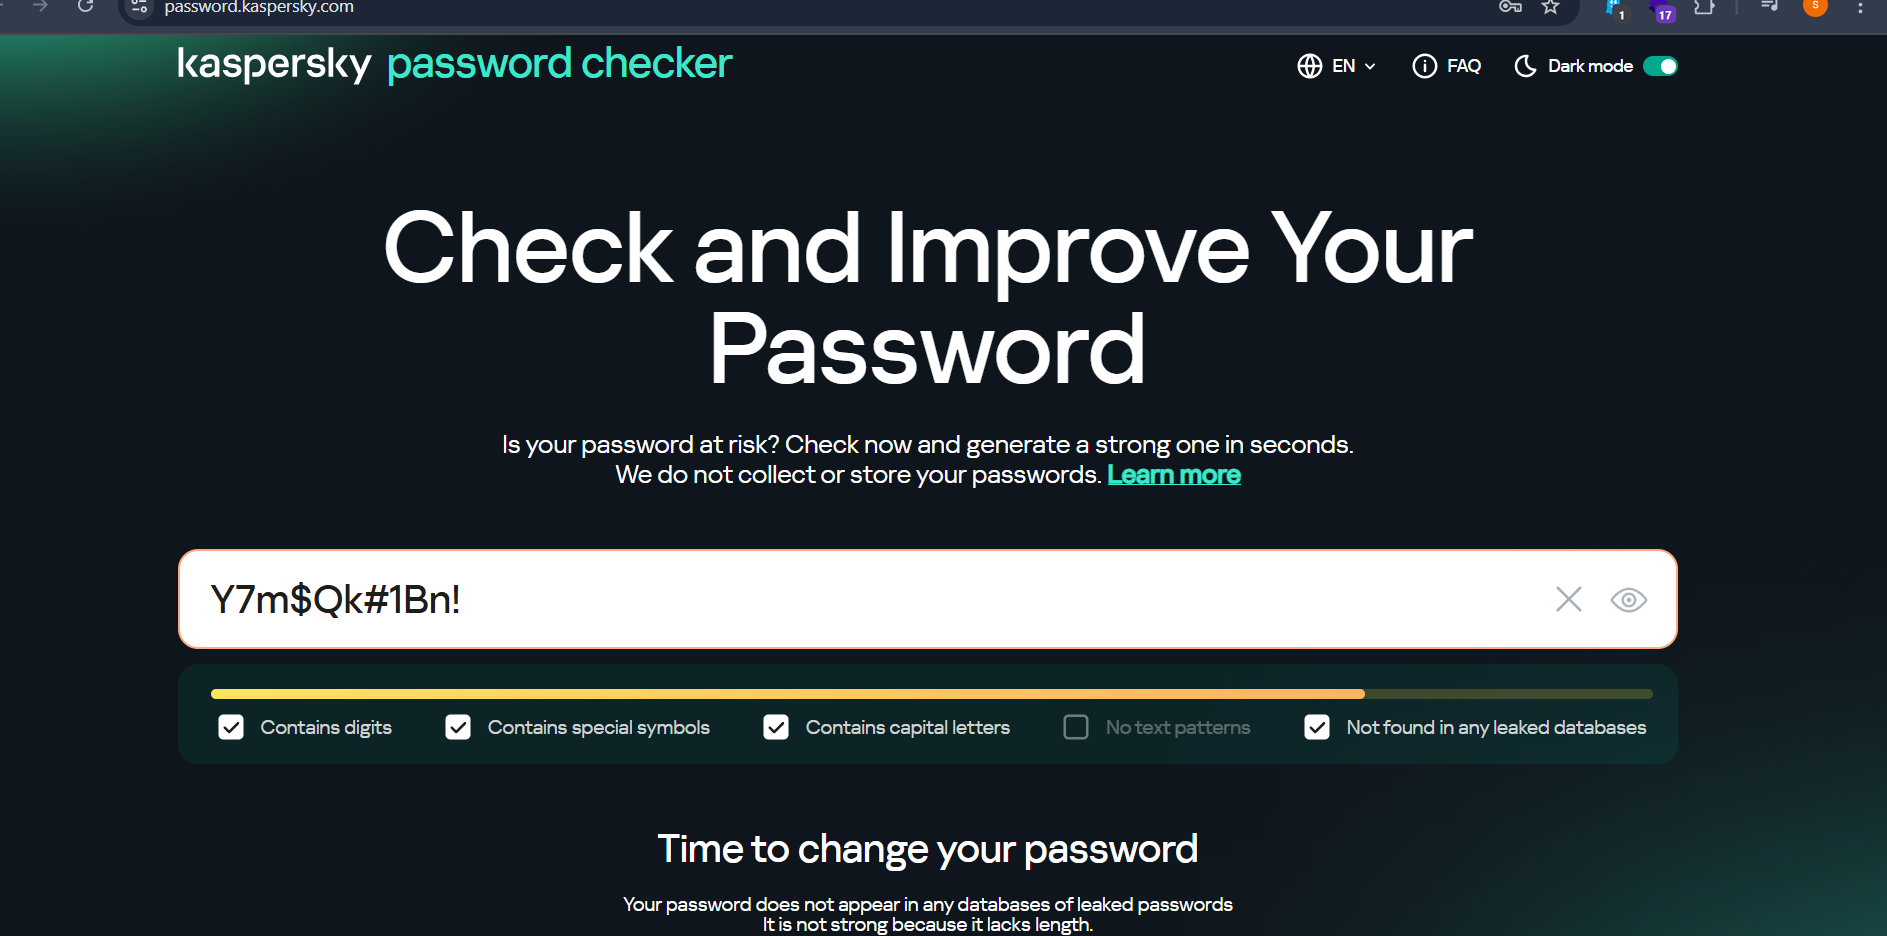 password.kaspersky.com
1
17
S
kaspersky password checker
EN
FAQ
Dark mode
Check and Improve Your
Password
Is your password at risk? Check now and generate a strong one in seconds.
We do not collect or store your passwords. Learn more
Y7m$Qk#1Bn!
Contains digits
Contains special symbols
Contains capital letters
No text patterns
Not found in any leaked databases
Time to change your password
Your password does not appear in any databases of leaked passwords
It is not strong because it lacks length.